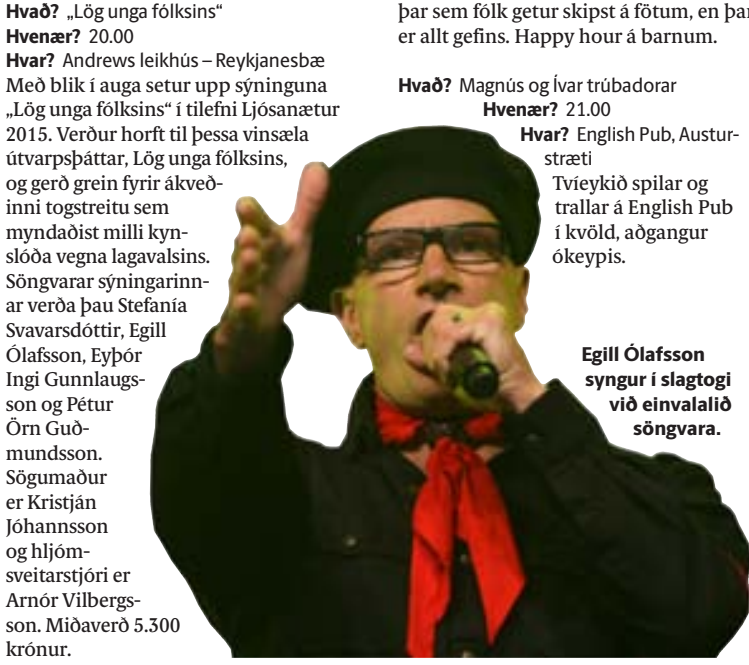 Hvað? „Lög unga fólksins“
Hvenær? 20.00
Hvar? Andrews leikhús – Reykjanesbæ
Með blik í auga setur upp sýninguna
„Lög unga fólksins“ í tilefni Ljósanætur
2015. Verður horft til þessa vinsæla
útvarpsþáttar, Lög unga fólksins,
og gerð grein fyrir ákveð-
inni togstreitu sem
myndaðist milli kyn-
slóða vegna lagavalsins.
Söngvarar sýningarinn-
ar verða þau Stefanía
Svavarsdóttir, Egill
Ólafsson, Eyþór
Ingi Gunnlaugs-
son og Pétur
Örn Guð-
mundsson.
Sögumaður
er Kristján
Jóhannsson
og hljóm-
sveitarstjóri er
Arnór Vilbergs-
son. Miðaverð 5.300
krónur.
þar sem fólk getur skipst á fötum, en þar
er allt gefins. Happy hour á barnum.
Hvað? Magnús og Ívar trúbadorar
Hvenær? 21.00
Hvar? English Pub, Austur-
stræti
Tvíeykið spilar og
trallar á English Pub
í kvöld, aðgangur
ókeypis.
Egill Ólafsson
syngur í slagtogi
við einvalalið
söngvara.